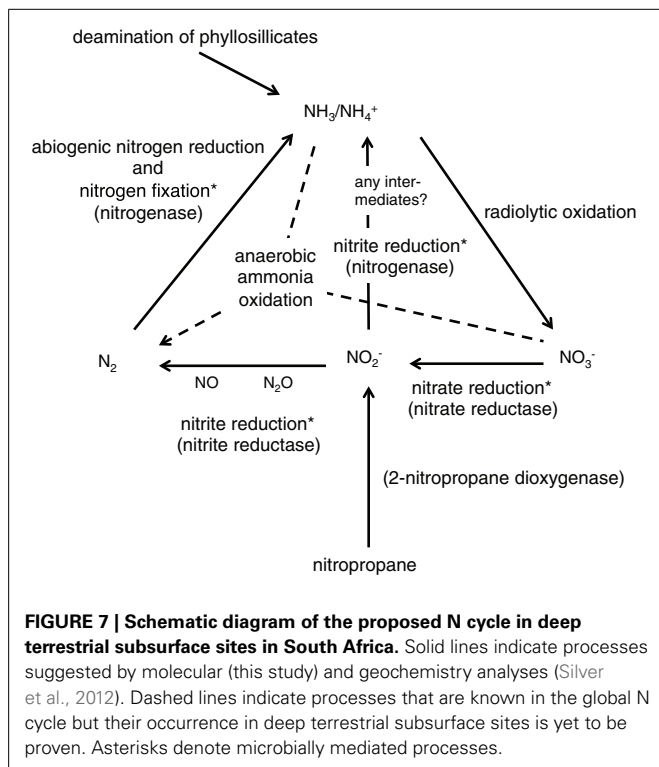 deamination of phyllosillicates
NH₃/NH₄⁺
abiogenic nitrogen reduction
and
nitrogen fixation*
(nitrogenase)
any inter-
mediates?
radiolytic oxidation
nitrite reduction*
(nitrogenase)
anaerobic
ammonia
oxidation
N₂
NO
N₂O
NO₂⁻
NO₃⁻
nitrite reduction*
(nitrite reductase)
nitrate reduction*
(nitrate reductase)
(2-nitropropane dioxygenase)
nitropropane
FIGURE 7 | Schematic diagram of the proposed N cycle in deep
terrestrial subsurface sites in South Africa. Solid lines indicate processes
suggested by molecular (this study) and geochemistry analyses (Silver
et al., 2012). Dashed lines indicate processes that are known in the global N
cycle but their occurrence in deep terrestrial subsurface sites is yet to be
proven. Asterisks denote microbially mediated processes.